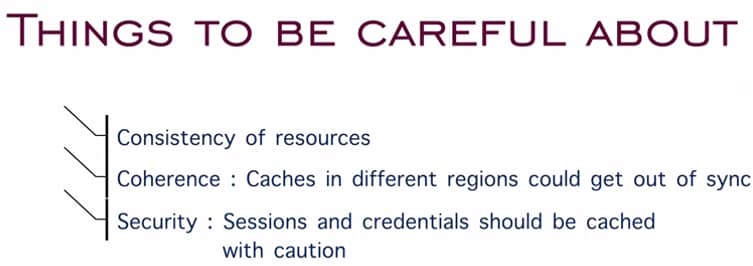 THINGS TO BE CAREFUL ABOUT
Consistency of resources
Coherence : Caches in different regions could get out of sync
Security : Sessions and credentials should be cached
with caution